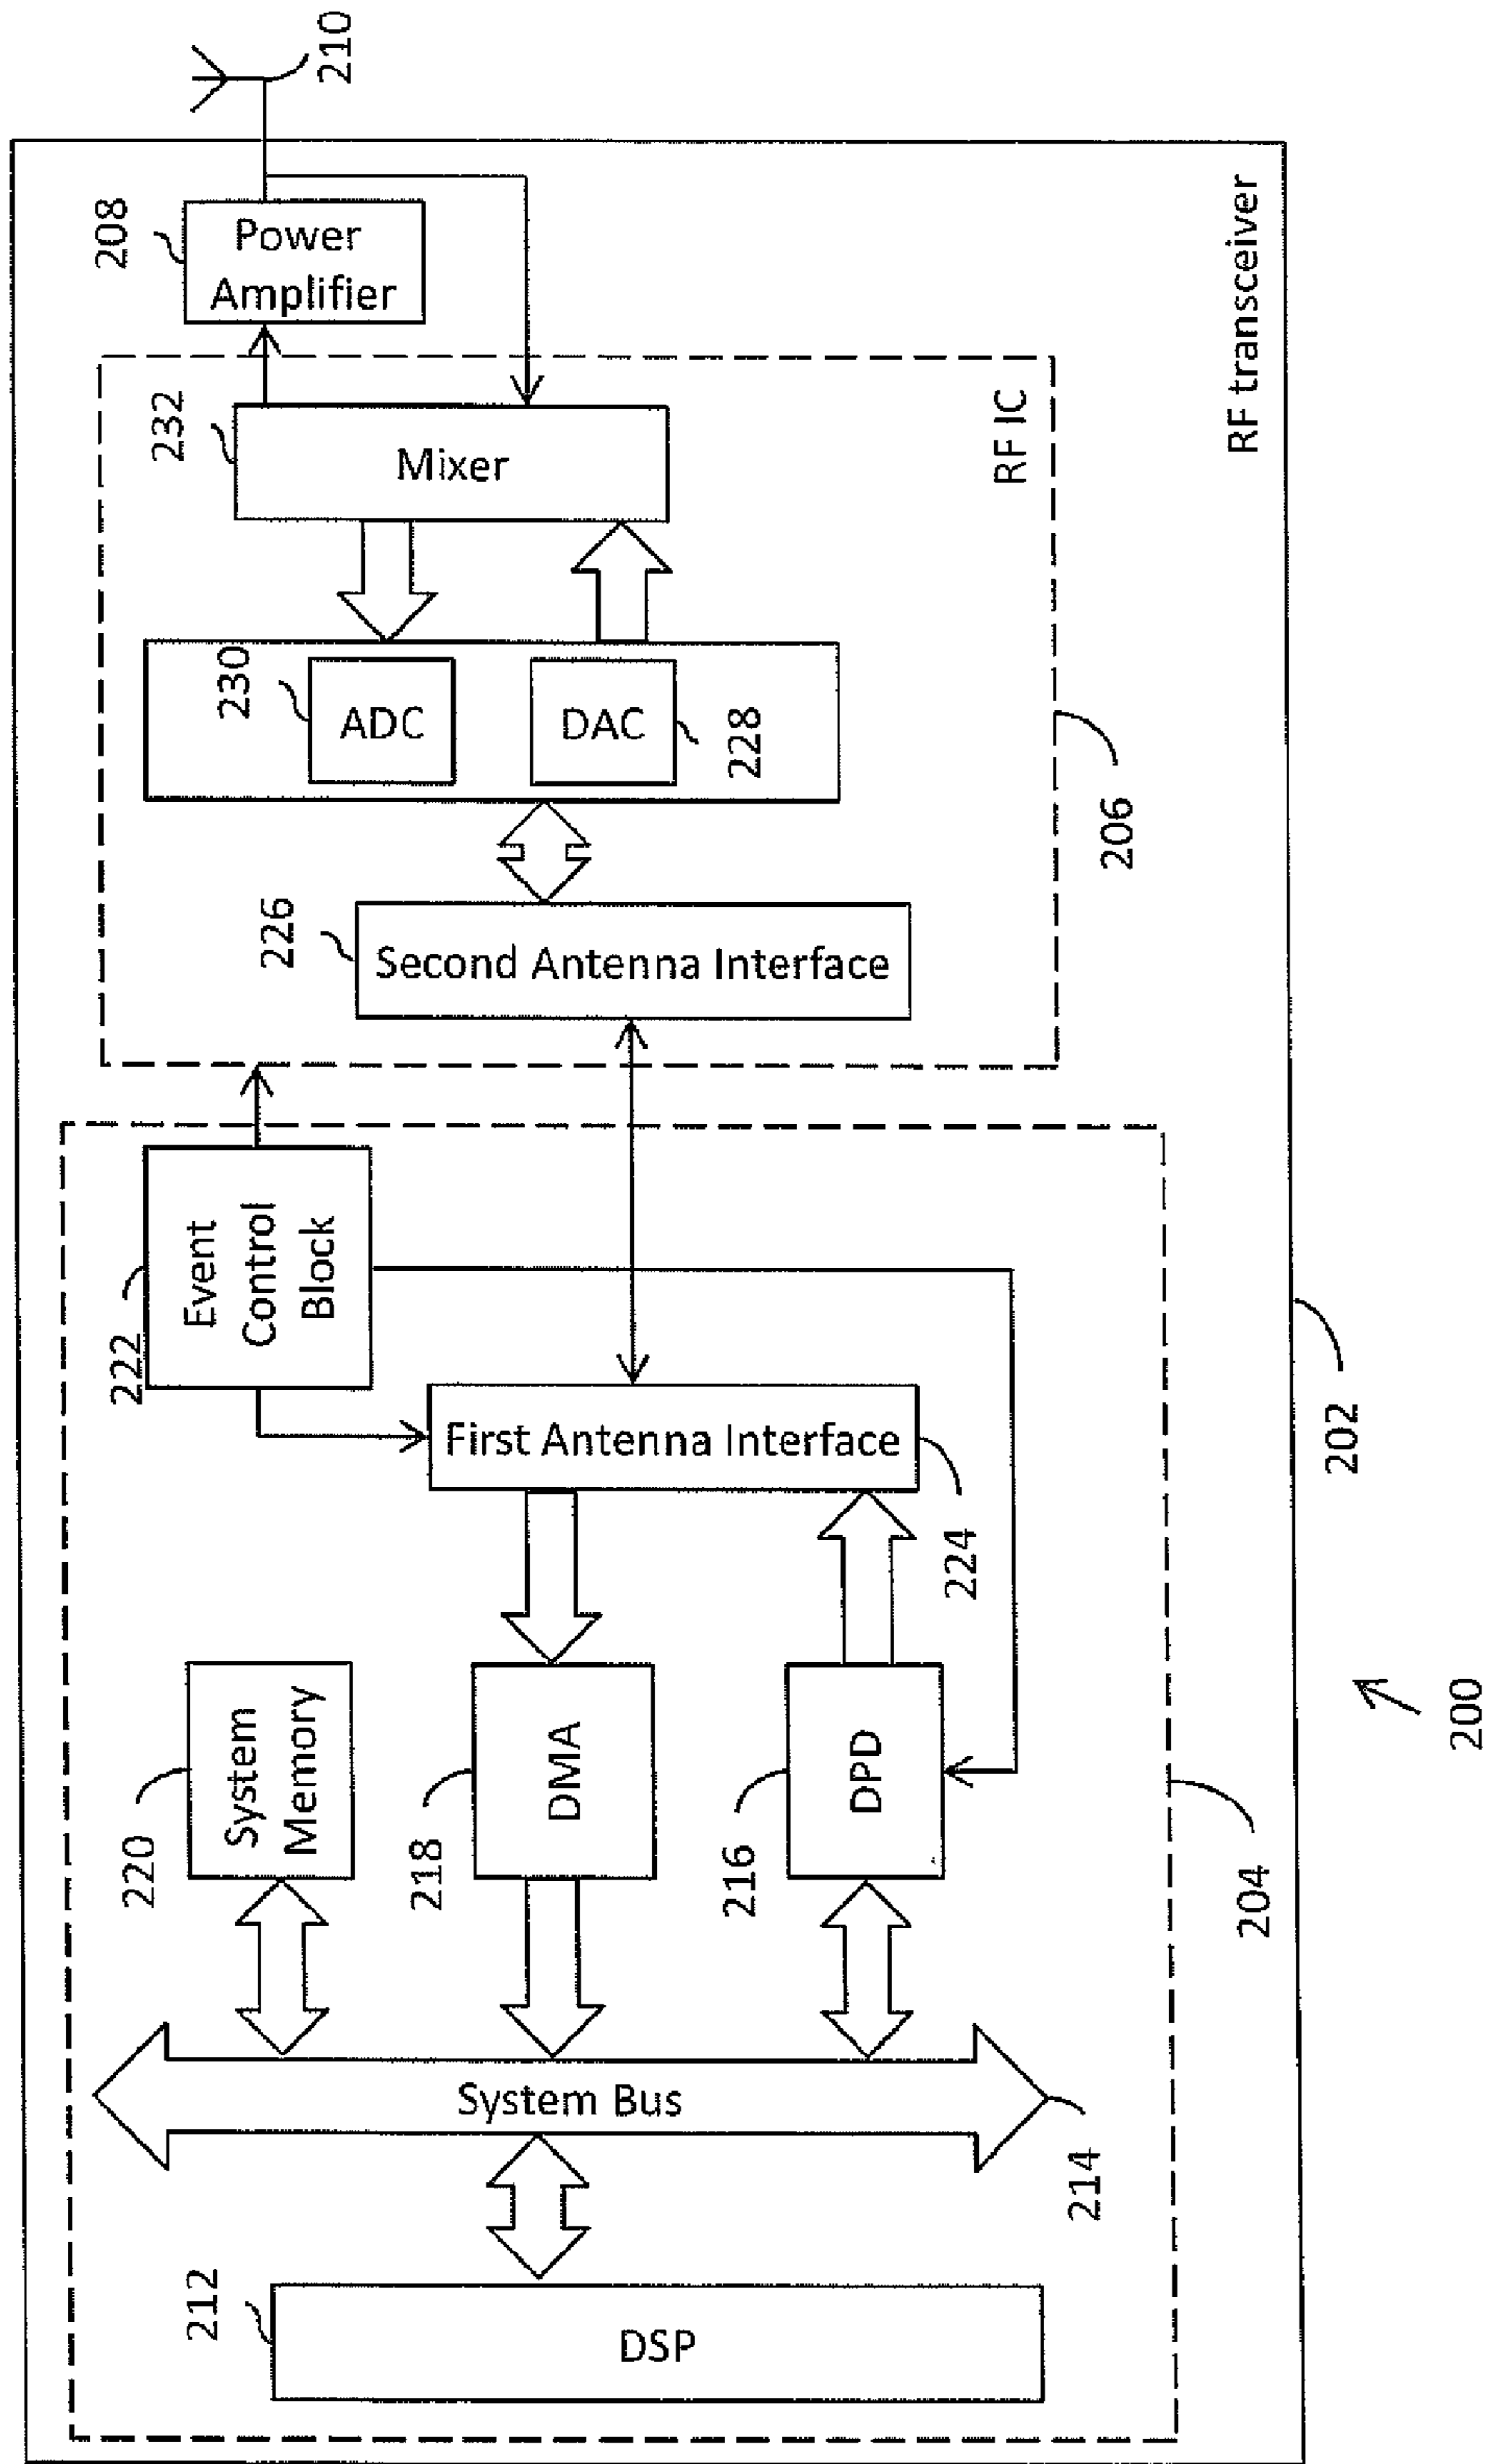 212
DSP
214
System Bus
220
System
Memory
218
DMA
216
DPD
222
Event
Control
Block
First Antenna Interface
224
204
226
Second Antenna Interface
230
ADC
DAC
228
232
Mixer
RF IC
206
208
Power
Amplifier
210
RF transceiver
202
200